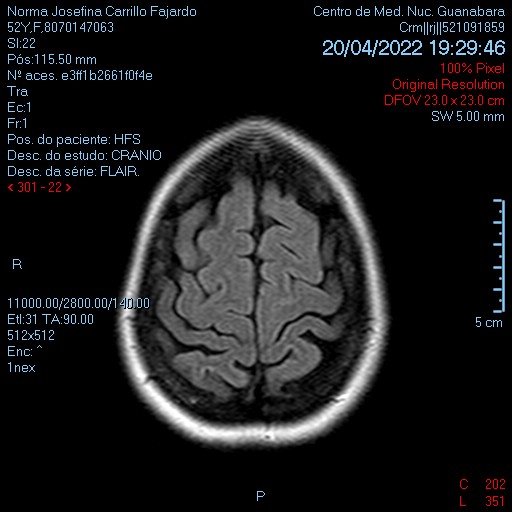 Norma Josefina Carrillo Fajardo
52Y,F,8070147063
Sl:22
Pós:115.50 mm
Nº aces. e3ff1b2661f0f4e
Tra
Ec:1
Fr:1
Pos. do paciente: HFS
Desc. do estudo: CRANIO
Desc. da série: FLAIR.
< 301 - 22 >
Centro de Med. Nuc. Guanabara
Crm||rj||521091859
20/04/2022 19:29:46
100% Pixel
Original Resolution
DFOV 23.0 x 23.0 cm
SW 5.00 mm
R
11000.00/2800.00/140.00
Etl:31 TA:90.00
512x512
Enc: ^
1nex
5 cm
P
C 202
L 351